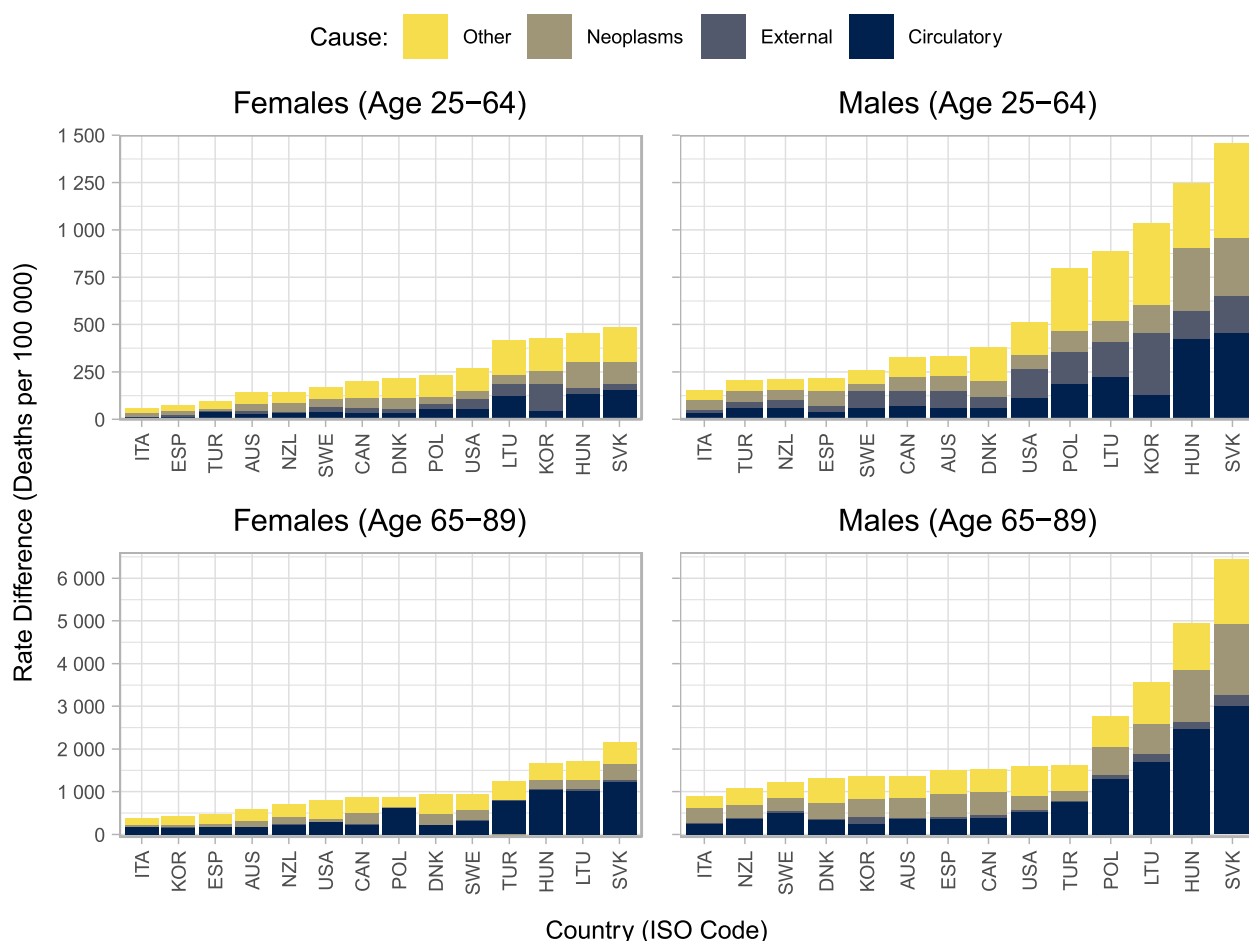 Cause: Other Neoplasms External Circulatory
Females (Age 25−64) Males (Age 25−64)
1 500
1 250
1 000
750
500
250
0
ITA ESP TUR AUS NZL SWE CAN DNK POL USA LTU KOR HUN SVK
ITA TUR NZL ESP SWE CAN AUS DNK USA POL LTU KOR HUN SVK
Rate Difference (Deaths per 100 000)
Females (Age 65−89) Males (Age 65−89)
6 000
5 000
4 000
3 000
2 000
1 000
0
ITA KOR ESP AUS NZL USA CAN POL DNK SWE TUR HUN LTU SVK
ITA NZL SWE DNK KOR AUS ESP CAN USA TUR POL LTU HUN SVK
Country (ISO Code)